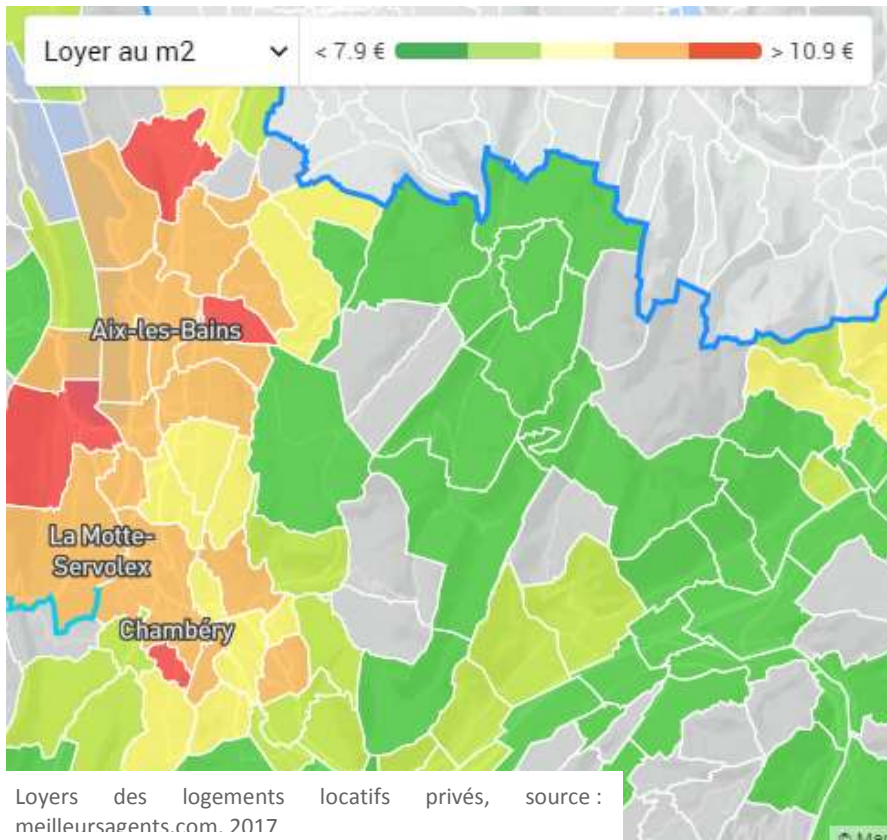 Loyer au m2 < 7.9 € > 10.9 €
Aix-les-Bains
La Motte-
Servolex
Chambéry
Loyers des logements locatifs privés, source :
meilleursagents.com, 2017